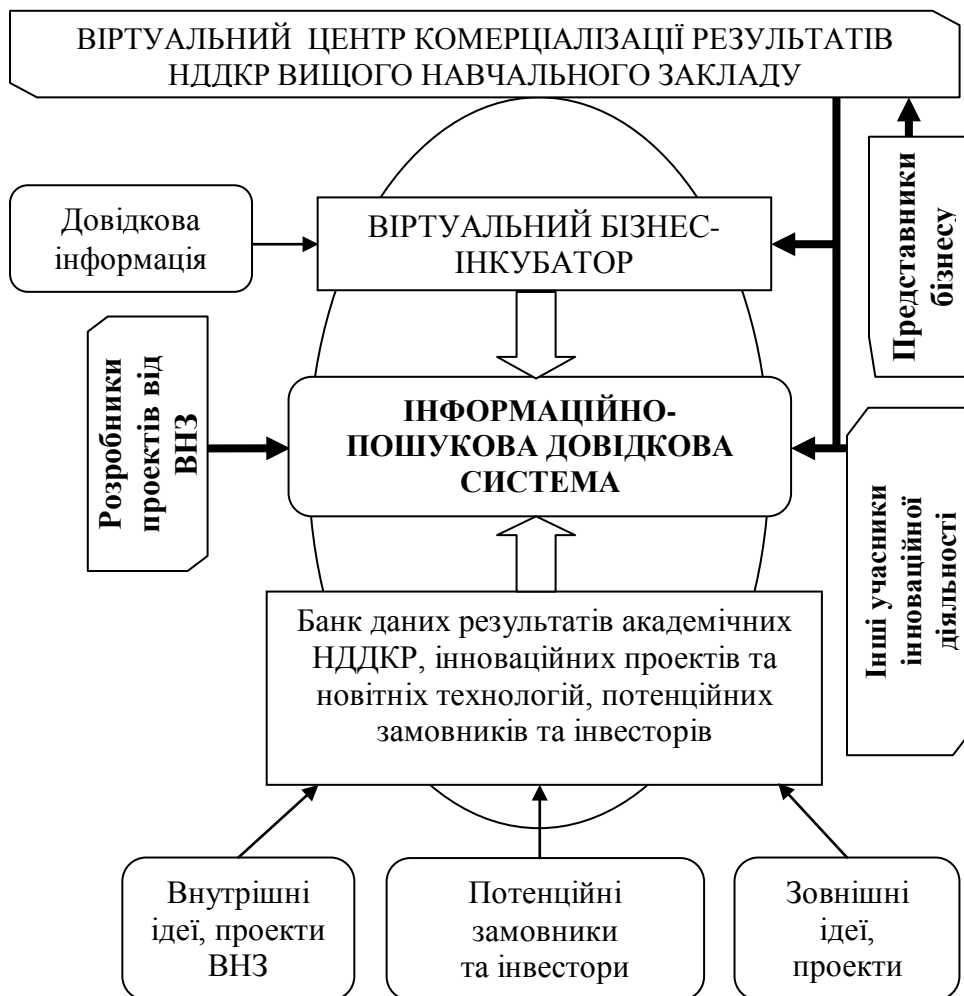 ВІРТУАЛЬНИЙ ЦЕНТР КОМЕРЦІАЛІЗАЦІЇ РЕЗУЛЬТАТІВ
НДДКР ВИЩОГО НАВЧАЛЬНОГО ЗАКЛАДУ
Довідкова
інформація
ВІРТУАЛЬНИЙ БІЗНЕС-
ІНКУБАТОР
Представники
бізнесу
Розробники
проектів від
ВНЗ
ІНФОРМАЦІЙНО-
ПОШУКОВА ДОВІДКОВА
СИСТЕМА
Інші учасники
інноваційної
діяльності
Банк даних результатів академічних
НДДКР, інноваційних проектів та
новітніх технологій, потенційних
замовників та інвесторів
Внутрішні
ідеї, проекти
ВНЗ
Потенційні
замовники
та інвестори
Зовнішні
ідеї,
проекти